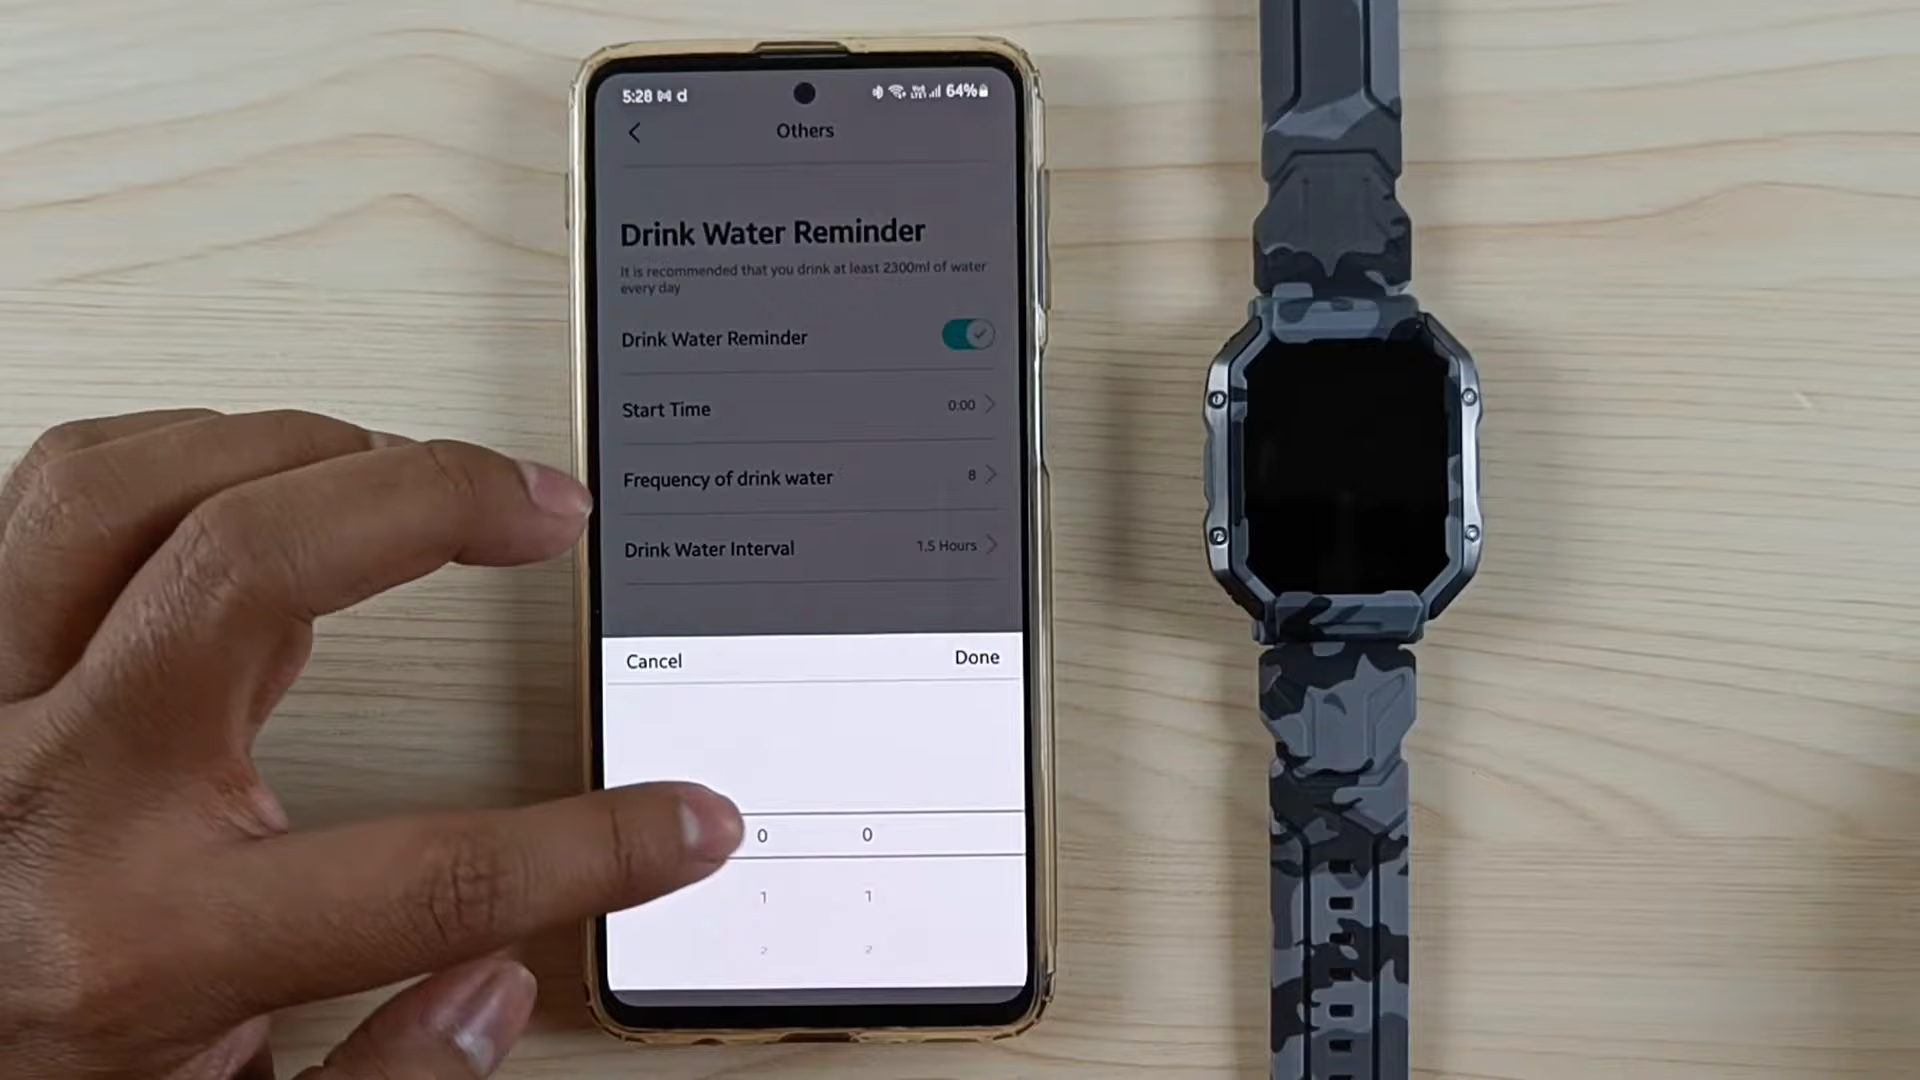 5:28 M d 64%
Others
Drink Water Reminder
It is recommended that you drink at least 2300ml of water
every day
Drink Water Reminder
Start Time 0:00
Frequency of drink water 8
Drink Water Interval 1.5 Hours
Cancel Done
0 0
1 1
2 2